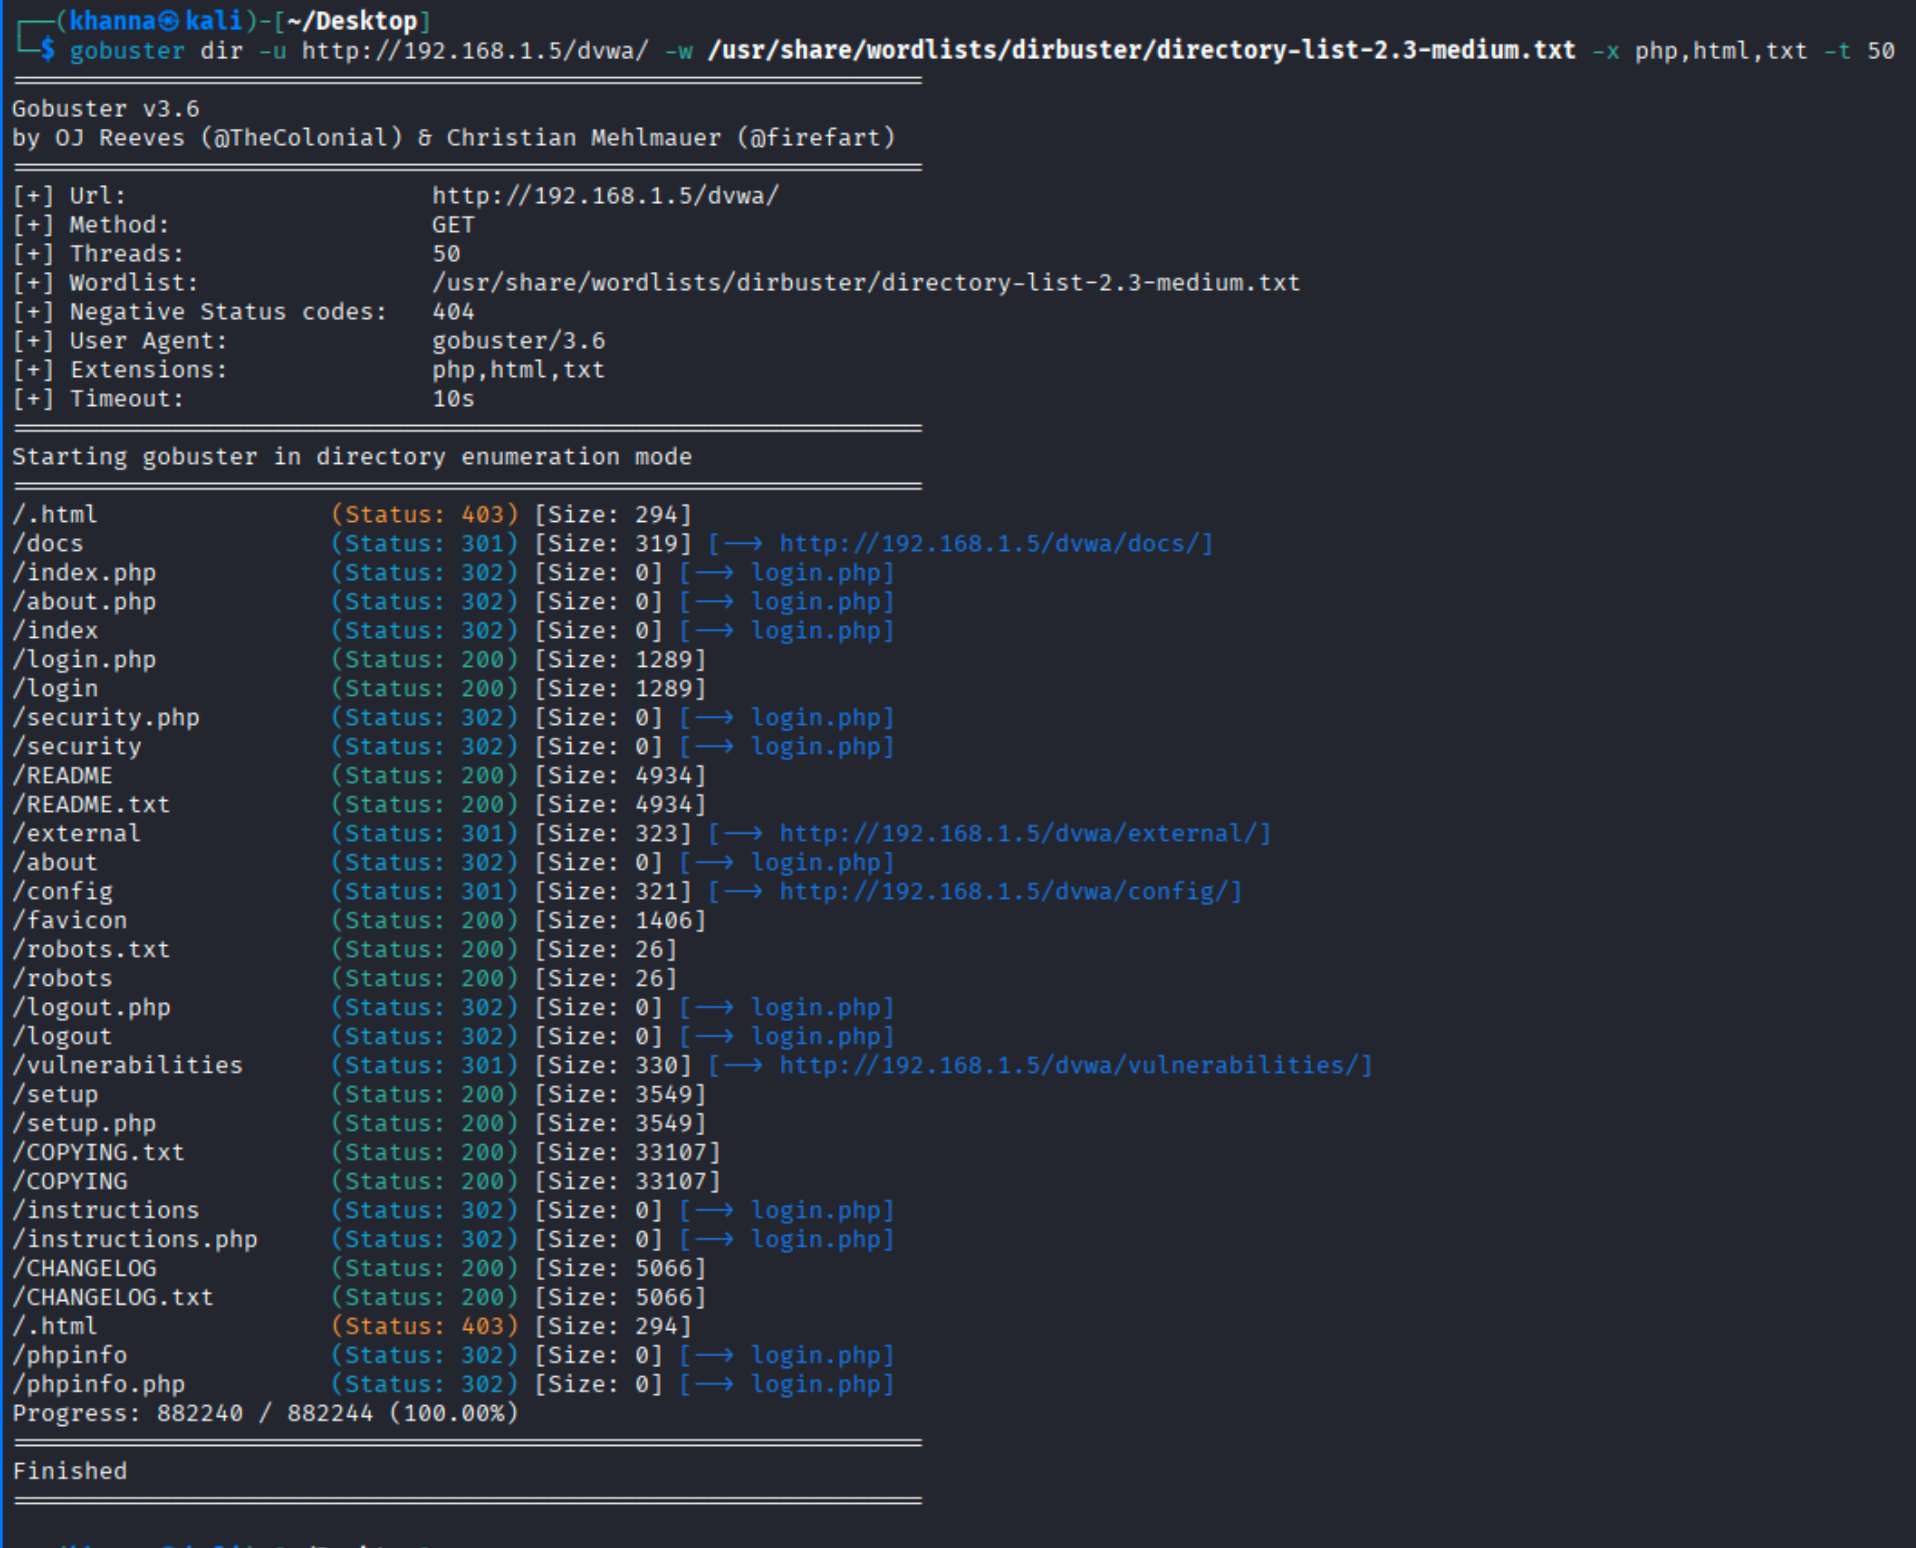 (khanna㉿kali)-[~/Desktop]
$ gobuster dir -u http://192.168.1.5/dvwa/ -w /usr/share/wordlists/dirbuster/directory-list-2.3-medium.txt -x php,html,txt -t 50
Gobuster v3.6
by OJ Reeves (@TheColonial) & Christian Mehlmauer (@firefart)
[+] Url: http://192.168.1.5/dvwa/
[+] Method: GET
[+] Threads: 50
[+] Wordlist: /usr/share/wordlists/dirbuster/directory-list-2.3-medium.txt
[+] Negative Status codes: 404
[+] User Agent: gobuster/3.6
[+] Extensions: php,html,txt
[+] Timeout: 10s
Starting gobuster in directory enumeration mode
/.html (Status: 403) [Size: 294]
/docs (Status: 301) [Size: 319] [--> http://192.168.1.5/dvwa/docs/]
/index.php (Status: 302) [Size: 0] [--> login.php]
/about.php (Status: 302) [Size: 0] [--> login.php]
/index (Status: 302) [Size: 0] [--> login.php]
/login.php (Status: 200) [Size: 1289]
/login (Status: 200) [Size: 1289]
/security.php (Status: 302) [Size: 0] [--> login.php]
/security (Status: 302) [Size: 0] [--> login.php]
/README (Status: 200) [Size: 4934]
/README.txt (Status: 200) [Size: 4934]
/external (Status: 301) [Size: 323] [--> http://192.168.1.5/dvwa/external/]
/about (Status: 302) [Size: 0] [--> login.php]
/config (Status: 301) [Size: 321] [--> http://192.168.1.5/dvwa/config/]
/favicon (Status: 200) [Size: 1406]
/robots.txt (Status: 200) [Size: 26]
/robots (Status: 200) [Size: 26]
/logout.php (Status: 302) [Size: 0] [--> login.php]
/logout (Status: 302) [Size: 0] [--> login.php]
/vulnerabilities (Status: 301) [Size: 330] [--> http://192.168.1.5/dvwa/vulnerabilities/]
/setup (Status: 200) [Size: 3549]
/setup.php (Status: 200) [Size: 3549]
/COPYING.txt (Status: 200) [Size: 33107]
/COPYING (Status: 200) [Size: 33107]
/instructions (Status: 302) [Size: 0] [--> login.php]
/instructions.php (Status: 302) [Size: 0] [--> login.php]
/CHANGELOG (Status: 200) [Size: 5066]
/CHANGELOG.txt (Status: 200) [Size: 5066]
/.html (Status: 403) [Size: 294]
/phpinfo (Status: 302) [Size: 0] [--> login.php]
/phpinfo.php (Status: 302) [Size: 0] [--> login.php]
Progress: 882240 / 882244 (100.00%)
Finished